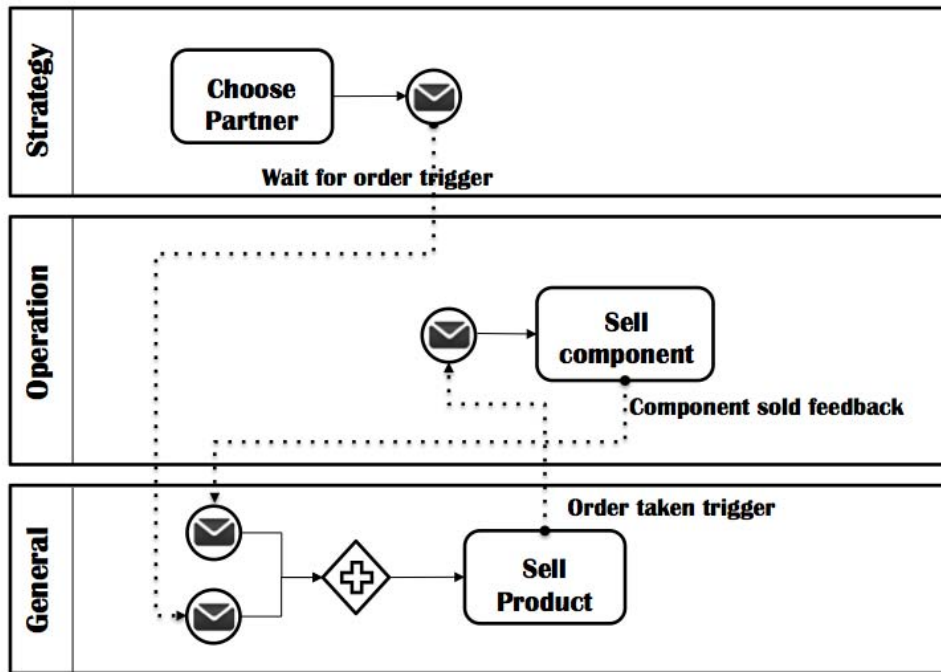 Strategy
Choose
Partner
Wait for order trigger
Operation
Sell
component
Component sold feedback
General
Order taken trigger
Sell
Product